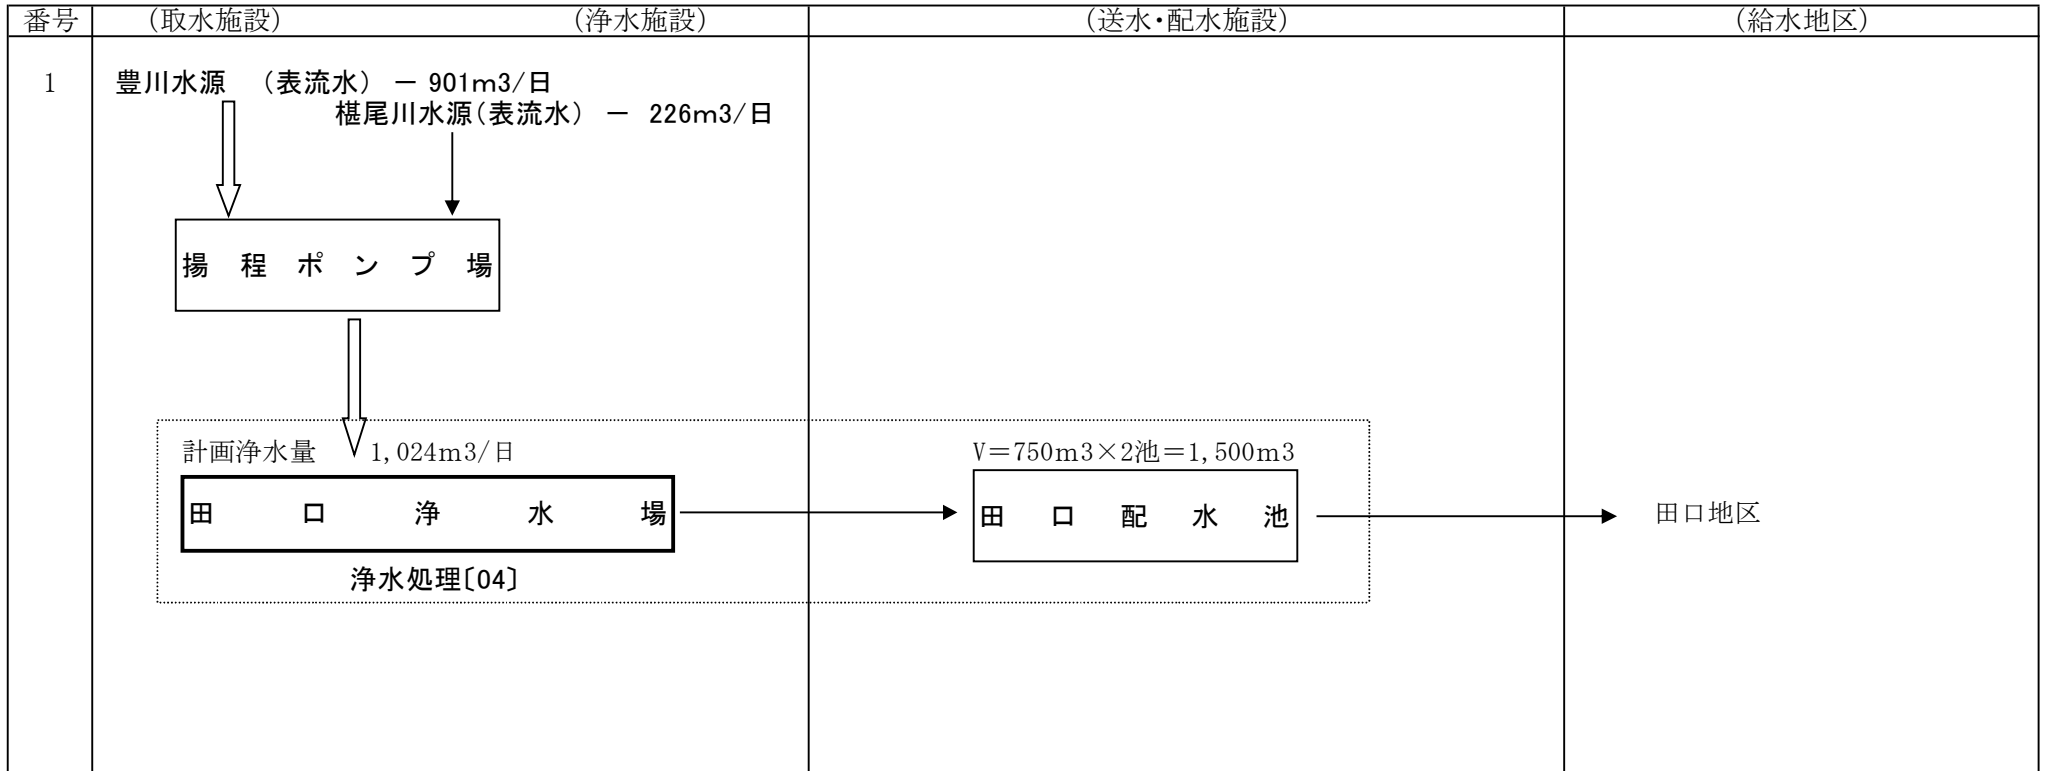 番号 (取水施設) (浄水施設) (送水・配水施設) (給水地区)
1 豊川水源 (表流水) － 901m3/日
椹尾川水源(表流水) － 226m3/日
揚程ポンプ場
計画浄水量 1,024m3/日 V＝750m3×2池＝1,500m3
田口浄水場 田口配水池 田口地区
浄水処理〔04〕